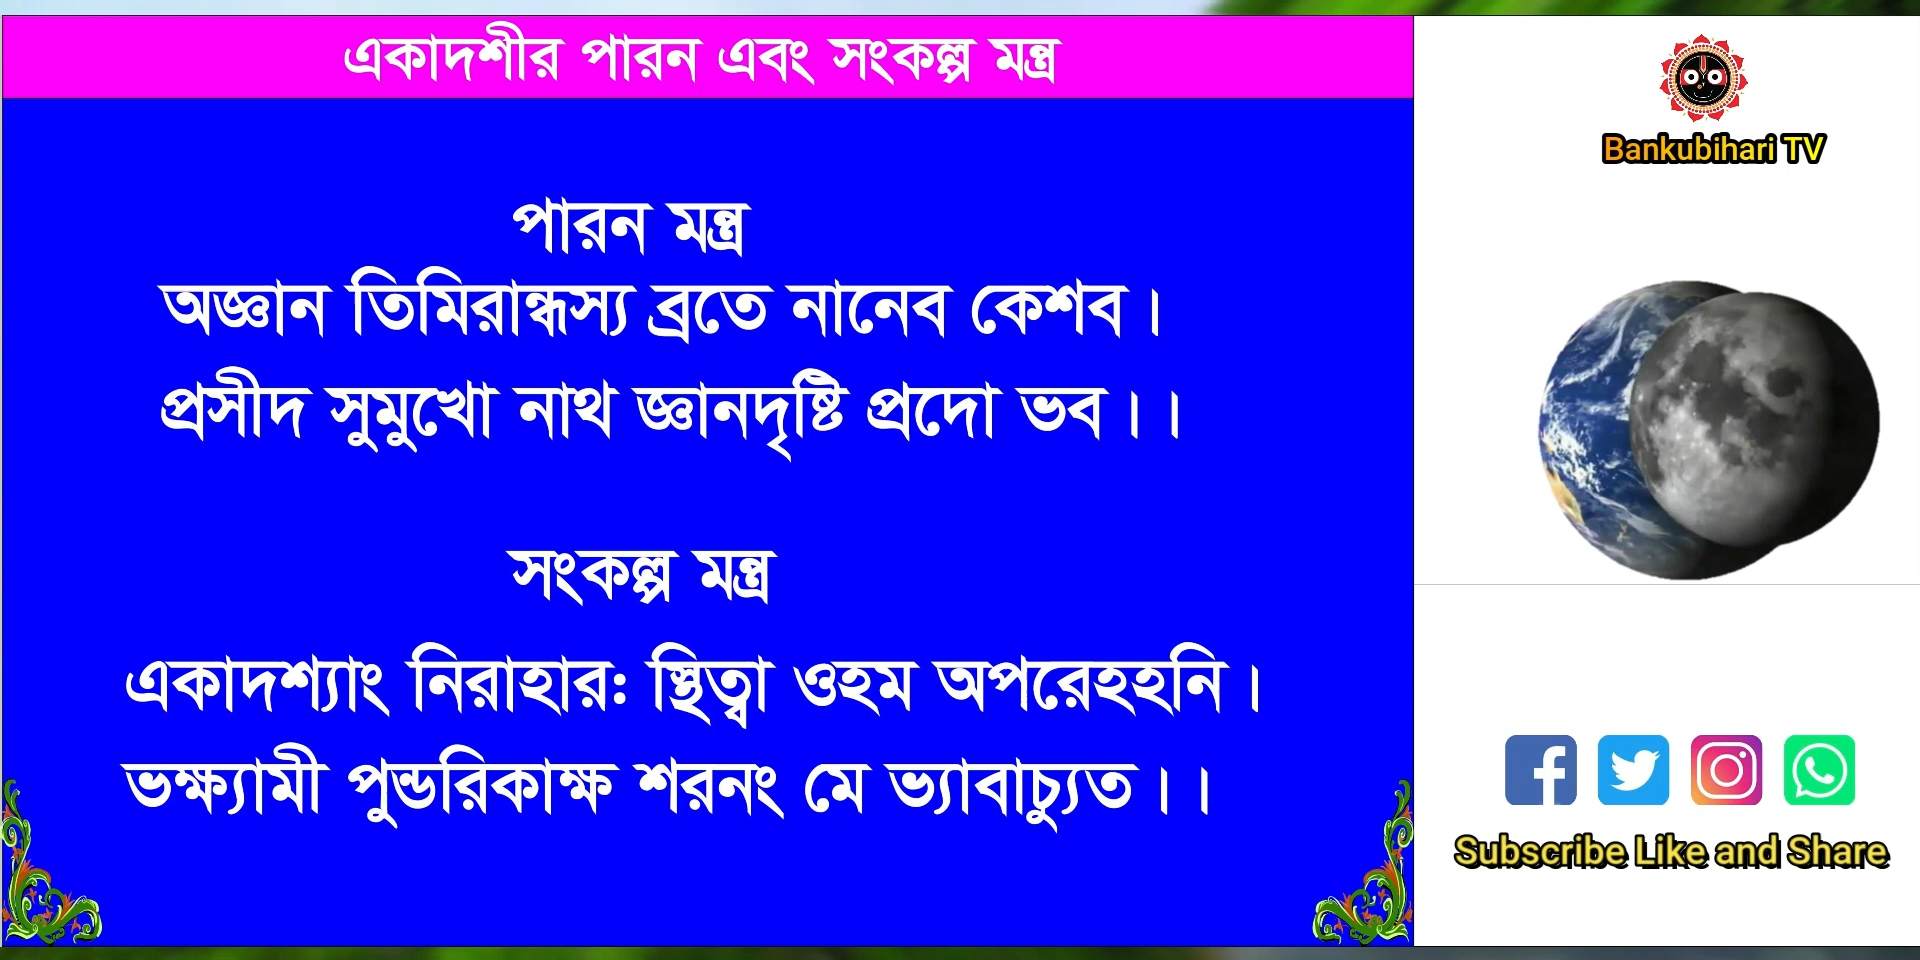 একাদশীর পারন এবং সংকল্প মন্ত্র
পারন মন্ত্র
অজ্ঞান তিমিরান্ধস্য ব্রতে নানেব কেশব।
প্রসীদ সুমুখো নাথ জ্ঞানদৃষ্টি প্রদো ভব।।
সংকল্প মন্ত্র
একাদশ্যাং নিরাহারঃ স্থিত্বা ওহম অপরেহহনি।
ভক্ষ্যামী পুন্ডরিকাক্ষ শরনং মে ভ্যাবাচ্যুত।।
Bankubihari TV
Subscribe Like and Share